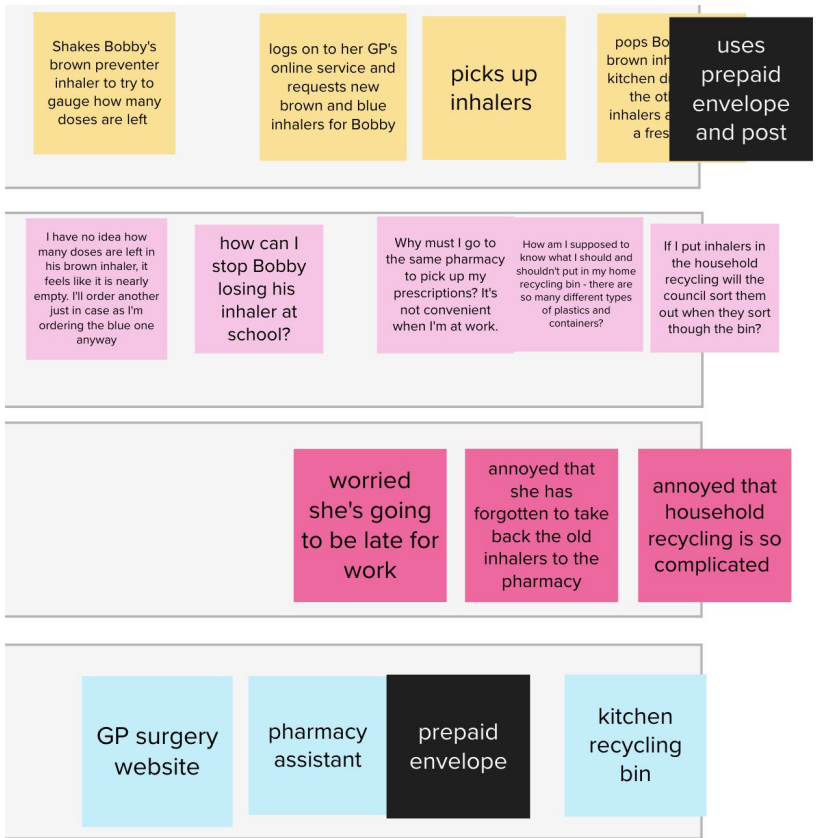 Shakes Bobby's
brown preventer
inhaler to try to
gauge how many
doses are left
logs on to her GP's
online service and
requests new
brown and blue
inhalers for Bobby
picks up
inhalers
pops
brown
kitchen
the
inhalers
a
uses
prepaid
envelope
and post
I have no idea how
many doses are left in
his brown inhaler, it
feels like it is nearly
empty. I'll order another
just in case as I'm
ordering the blue one
anyway
how can I
stop Bobby
losing his
inhaler at
school?
Why must I go to
the same pharmacy
to pick up my
prescriptions? It's
not convenient
when I'm at work.
How am I supposed to
know what I should and
shouldn't put in my home
recycling bin - there are
so many different types
of plastics and
containers?
If I put inhalers in
the household
recycling will the
council sort them
out when they sort
though the bin?
worried
she's going
to be late for
work
annoyed that
she has
forgotten to take
back the old
inhalers to the
pharmacy
annoyed that
household
recycling is so
complicated
GP surgery
website
pharmacy
assistant
prepaid
envelope
kitchen
recycling
bin